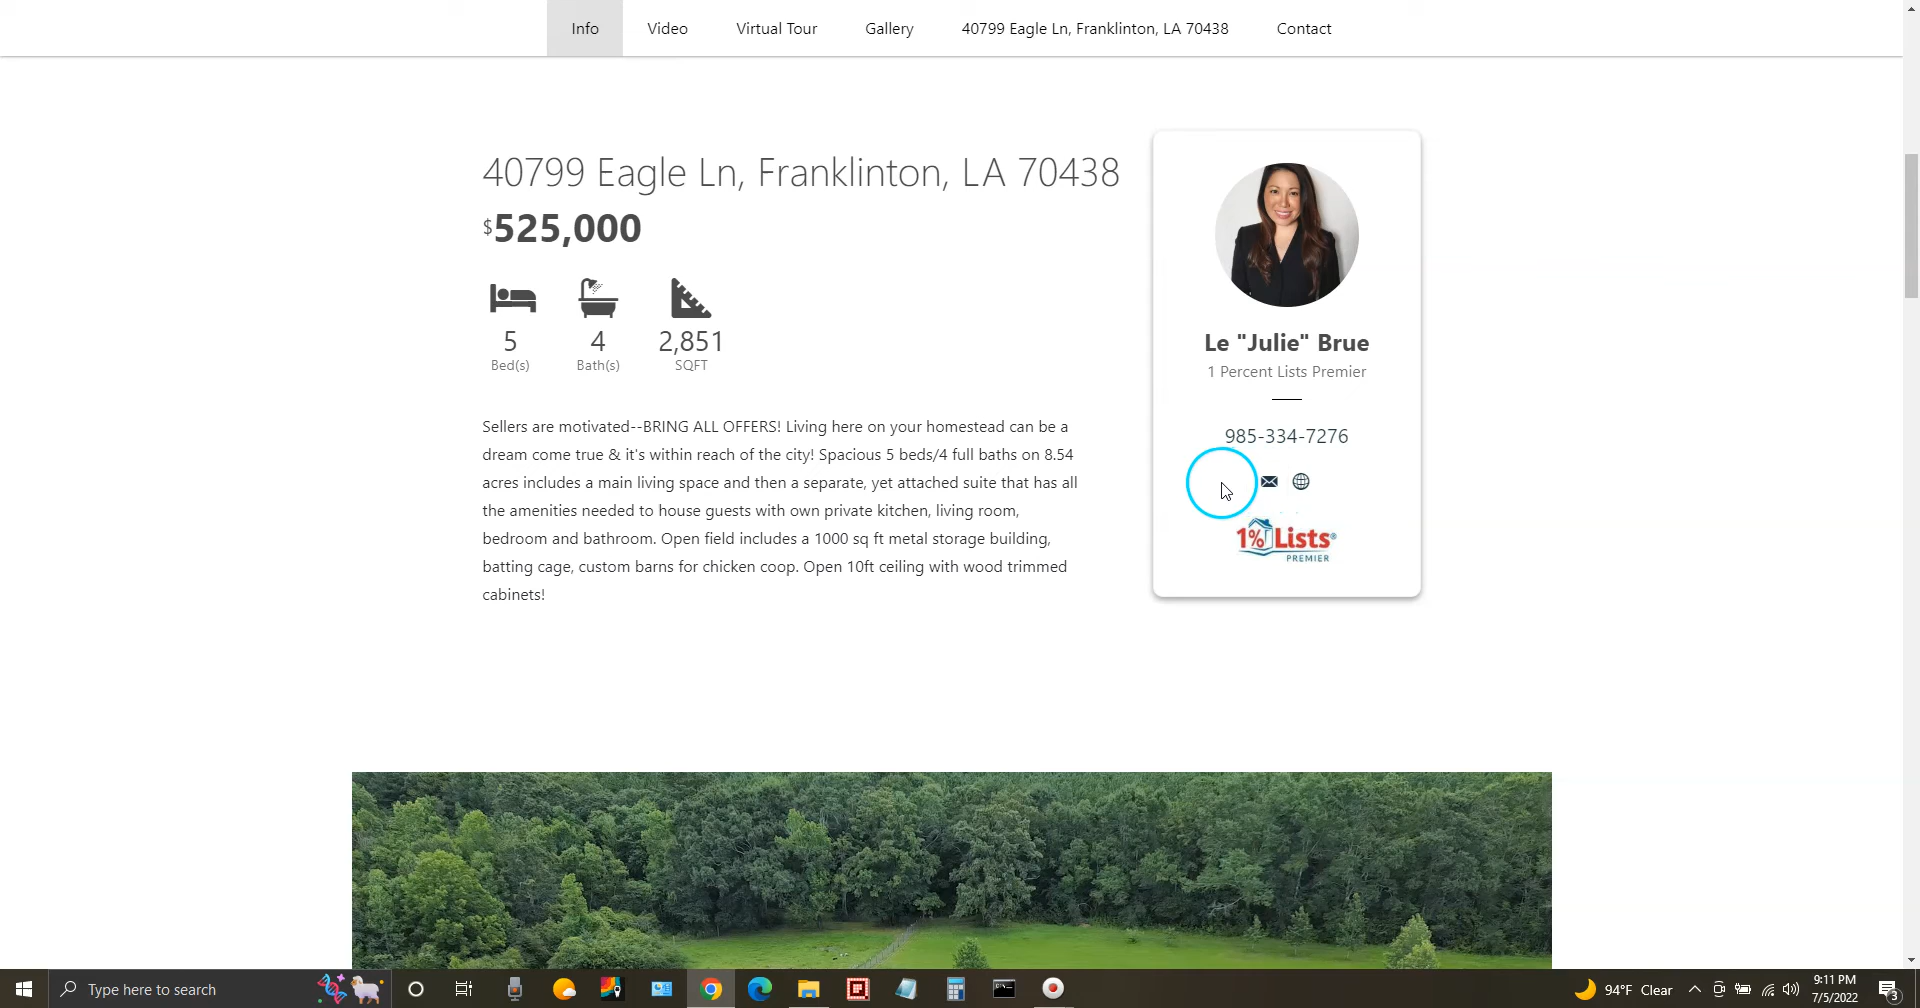 Info Video Virtual Tour Gallery 40799 Eagle Ln, Franklinton, LA 70438 Contact
40799 Eagle Ln, Franklinton, LA 70438
$525,000
5 4 2,851
Bed(s) Bath(s) SQFT
Sellers are motivated--BRING ALL OFFERS! Living here on your homestead can be a
dream come true & it's within reach of the city! Spacious 5 beds/4 full baths on 8.54
acres includes a main living space and then a separate, yet attached suite that has all
the amenities needed to house guests with own private kitchen, living room,
bedroom and bathroom. Open field includes a 1000 sq ft metal storage building,
batting cage, custom barns for chicken coop. Open 10ft ceiling with wood trimmed
cabinets!
Le "Julie" Brue
1 Percent Lists Premier
985-334-7276
1% Lists®
PREMIER
Type here to search
94°F Clear
9:11 PM
7/5/2022
3